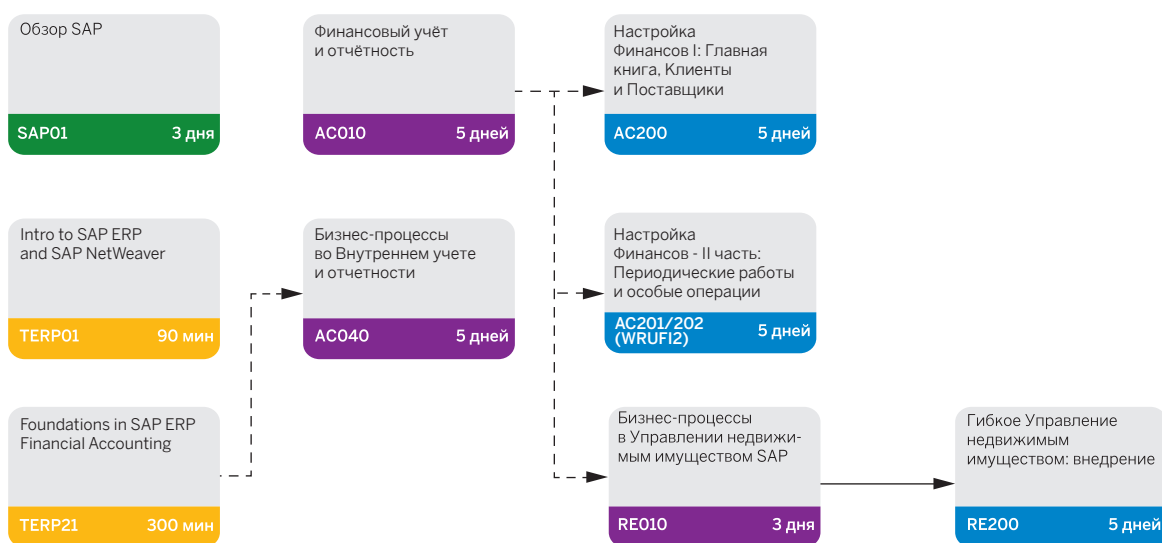 Обзор SAP
SAP01 3 дня
Финансовый учёт
и отчётность
AC010 5 дней
Настройка
Финансов I: Главная
книга, Клиенты
и Поставщики
AC200 5 дней
Intro to SAP ERP
and SAP NetWeaver
TERP01 90 мин
Бизнес-процессы
во Внутреннем учете
и отчетности
AC040 5 дней
Настройка
Финансов - II часть:
Периодические работы
и особые операции
AC201/202
(WRUFI2) 5 дней
Foundations in SAP ERP
Financial Accounting
TERP21 300 мин
Бизнес-процессы
в Управлении недвижи-
мым имуществом SAP
RE010 3 дня
Гибкое Управление
недвижимым
имуществом: внедрение
RE200 5 дней